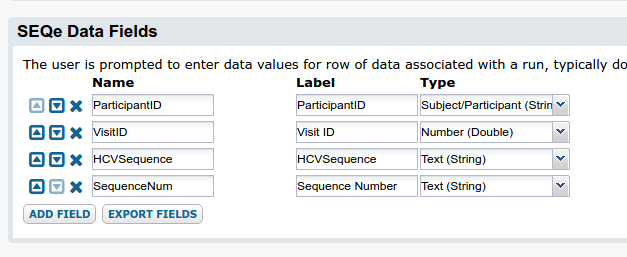 SEQe Data Fields
The user is prompted to enter data values for row of data associated with a run, typically do
Name Label Type
ParticipantID ParticipantID Subject/Participant (Strin
VisitID Visit ID Number (Double)
HCVSequence HCVSequence Text (String)
SequenceNum Sequence Number Text (String)
ADD FIELD EXPORT FIELDS